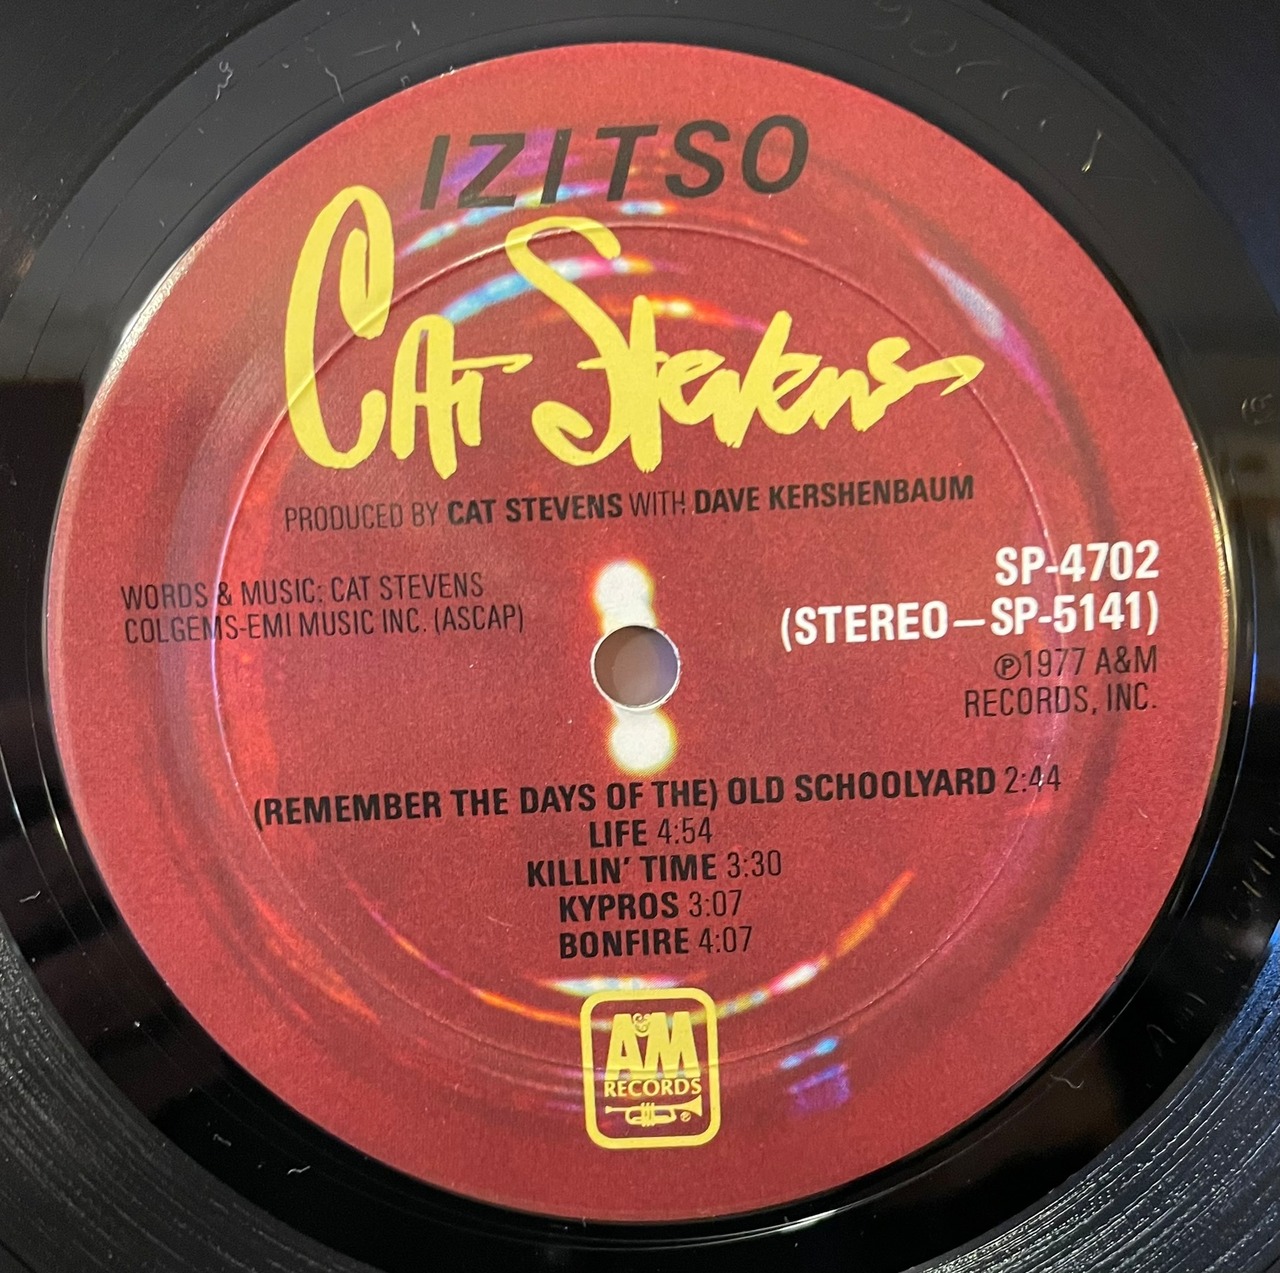 IZITSO
CAT Stevens
PRODUCED BY CAT STEVENS WITH DAVE KERSHENBAUM
WORDS & MUSIC: CAT STEVENS
COLGEMS-EMI MUSIC INC. (ASCAP)
SP-4702
(STEREO—SP-5141)
℗1977 A&M
RECORDS, INC.
(REMEMBER THE DAYS OF THE) OLD SCHOOLYARD 2:44
LIFE 4:54
KILLIN' TIME 3:30
KYPROS 3:07
BONFIRE 4:07
A&M
RECORDS
®